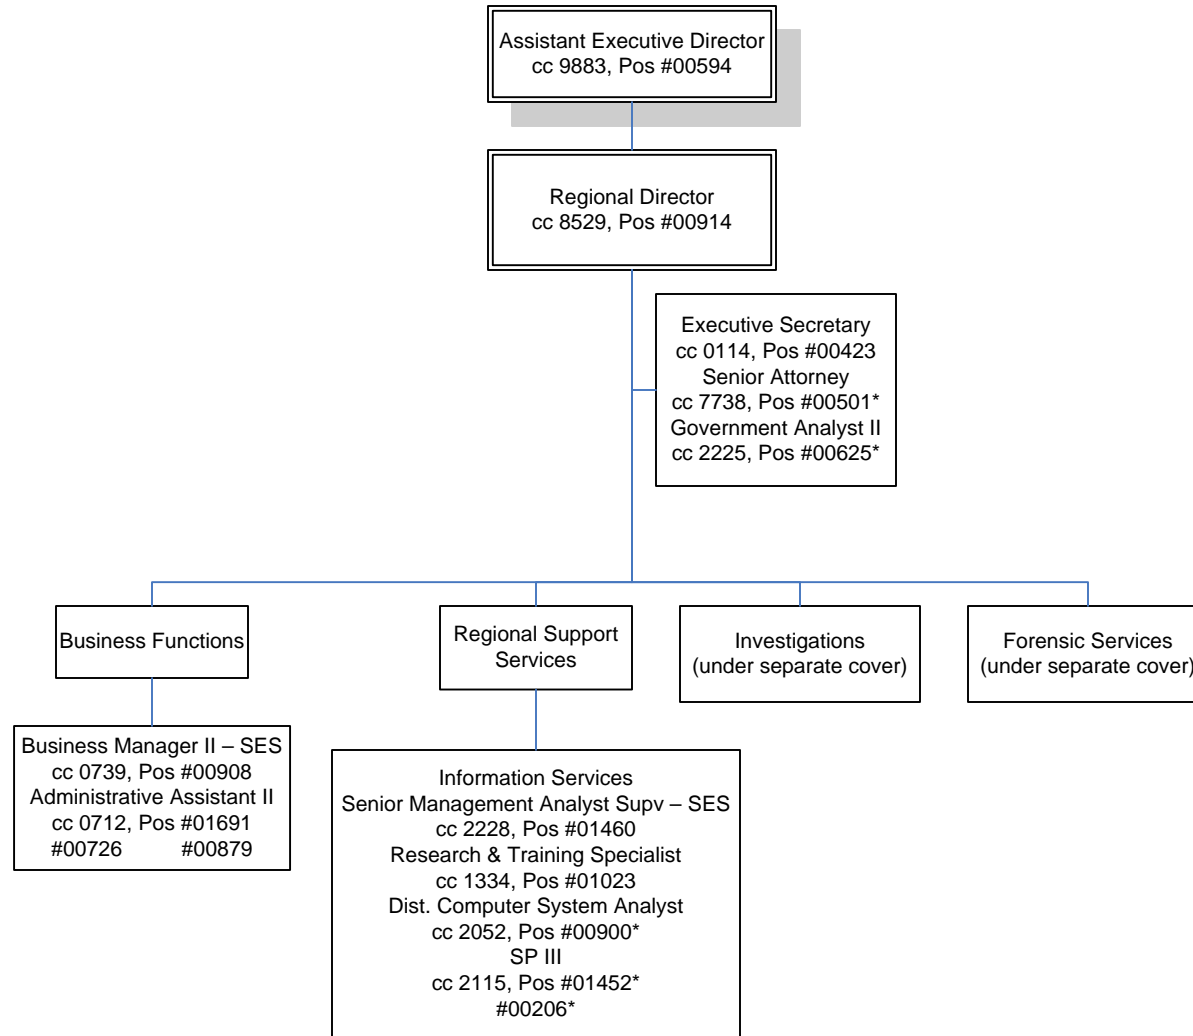 Assistant Executive Director
cc 9883, Pos #00594
Regional Director
cc 8529, Pos #00914
Executive Secretary
cc 0114, Pos #00423
Senior Attorney
cc 7738, Pos #00501*
Government Analyst II
cc 2225, Pos #00625*
Business Functions
Regional Support
Services
Investigations
(under separate cover)
Forensic Services
(under separate cover)
Business Manager II – SES
cc 0739, Pos #00908
Administrative Assistant II
cc 0712, Pos #01691
#00726 #00879
Information Services
Senior Management Analyst Supv – SES
cc 2228, Pos #01460
Research & Training Specialist
cc 1334, Pos #01023
Dist. Computer System Analyst
cc 2052, Pos #00900*
SP III
cc 2115, Pos #01452*
#00206*